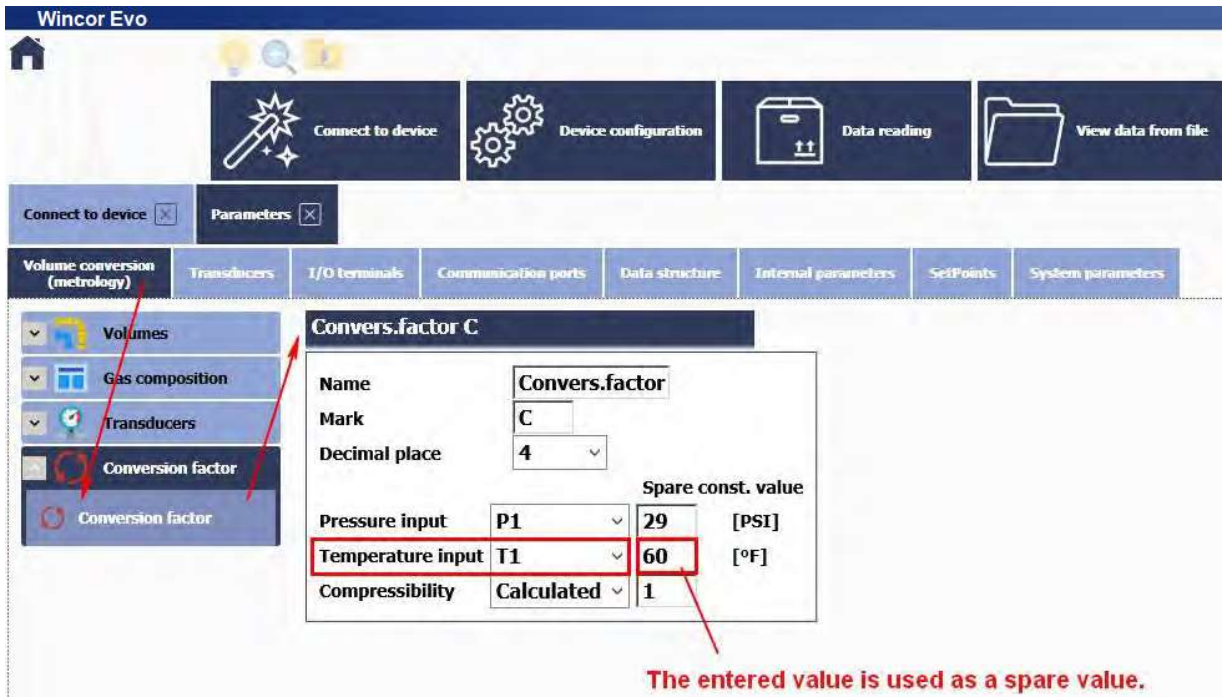 Wincor Evo
Connect to device
Device configuration
Data reading
View data from file
Connect to device
Parameters
Volume conversion
(metrology)
Transducers
I/O terminals
Communication ports
Data structure
Internal parameters
SetPoints
System parameters
Volumes
Gas composition
Transducers
Conversion factor
Conversion factor
Convers.factor C
Name Convers.factor
Mark C
Decimal place 4
Spare const. value
Pressure input P1 29 [PSI]
Temperature input T1 60 [°F]
Compressibility Calculated 1
The entered value is used as a spare value.